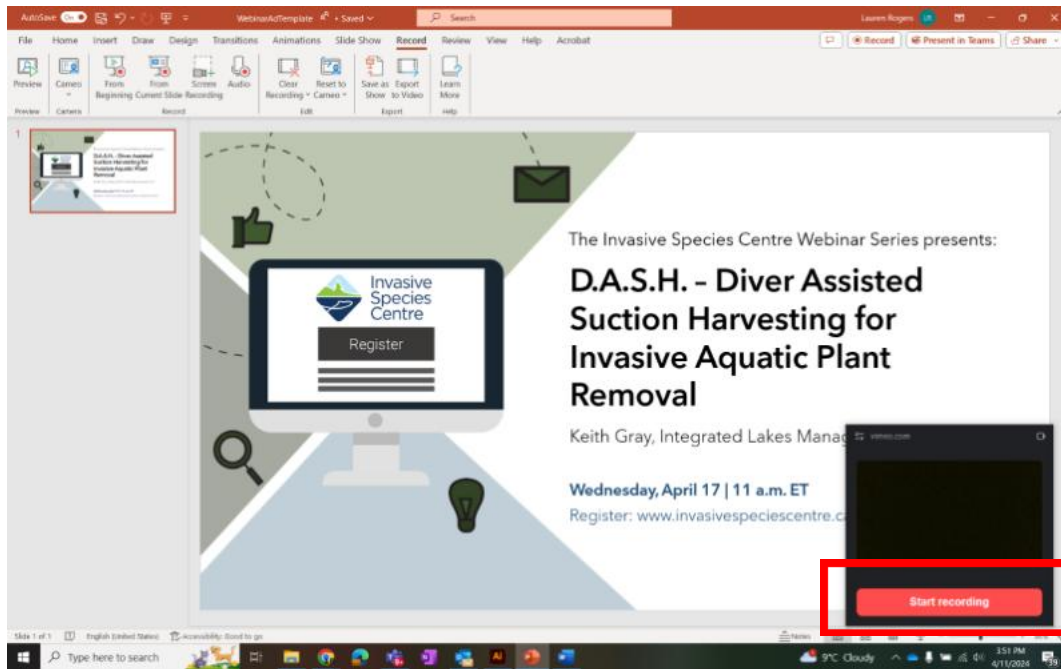 AutoSave On WebinarAdTemplate • Saved Search Lauren Rogers LR
File Home Insert Draw Design Transitions Animations Slide Show Record Review View Help Acrobat Record Present in Teams Share
Preview Cameo From Beginning From Current Slide Screen Recording Audio Clear Recording Reset to Cameo Save as Show Export to Video Learn More
Preview Camera Record Edit Export Help
1
The Invasive Species Centre Webinar Series presents:
D.A.S.H. – Diver Assisted
Suction Harvesting for
Invasive Aquatic Plant
Removal
Keith Gray, Integrated Lakes Manag
Wednesday, April 17 | 11 a.m. ET
Register: www.invasivespeciescentre.ca
Invasive
Species
Centre
Register
vimeo.com
Start recording
Slide 1 of 1 English (United States) Accessibility: Good to go Notes
Type here to search 9°C Cloudy 3:51 PM
4/11/2024